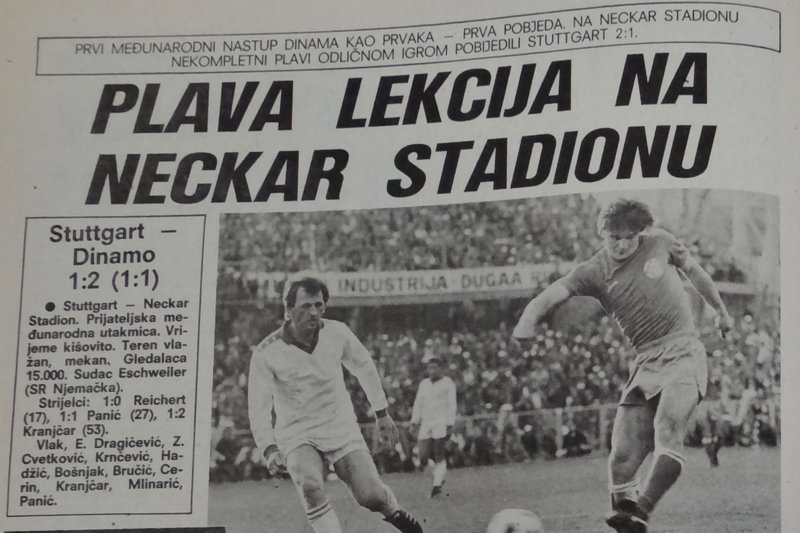 PRVI MEĐUNARODNI NASTUP DINAMA KAO PRVAKA – PRVA POBJEDA. NA NECKAR STADIONU
NEKOMPLETNI PLAVI ODLIČNOM IGROM POBIJEDILI STUTTGART 2:1.
PLAVA LEKCIJA NA
NECKAR STADIONU
Stuttgart –
Dinamo
1:2 (1:1)
● Stuttgart – Neckar
Stadion. Prijateljska me-
đunarodna utakmica. Vri-
jeme kišovito. Teren vla-
žan, mekan. Gledalaca
15.000. Sudac Eschweiler
(SR Njemačka).
Strijelci: 1:0 Reichert
(17), 1:1 Panić (27), 1:2
Kranjčar (53).
Vlak, E. Dragičević, Z.
Cvetković, Krnčević, Ha-
džić, Bošnjak, Bručić, Ce-
rin, Kranjčar, Mlinarić,
Panić.
INDUSTRIJA-DUGAA